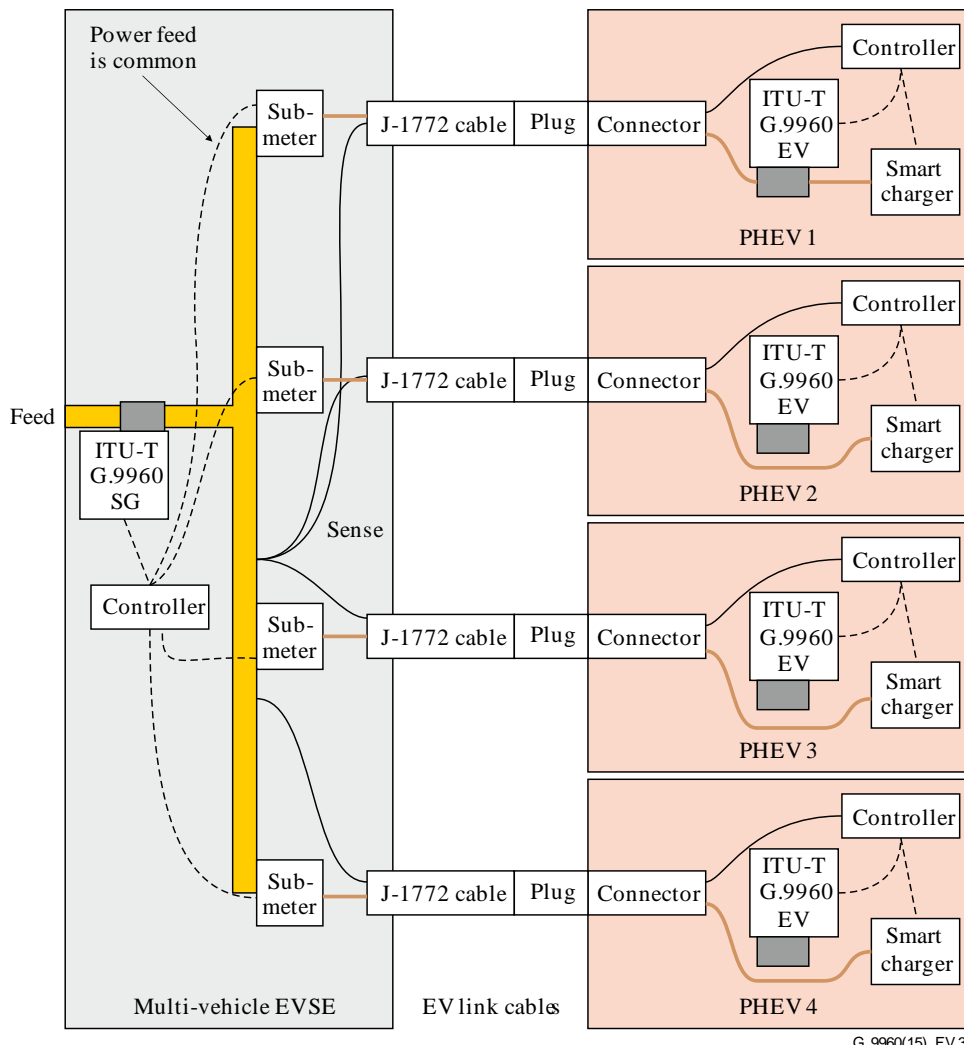 Power feed
is common
Sub-
meter
J-1772 cable
Plug
Connector
Controller
ITU-T
G.9960
EV
Smart
charger
PHEV 1
Sub-
meter
J-1772 cable
Plug
Connector
Controller
ITU-T
G.9960
EV
Smart
charger
PHEV 2
Feed
ITU-T
G.9960
SG
Sense
Controller
Sub-
meter
J-1772 cable
Plug
Connector
Controller
ITU-T
G.9960
EV
Smart
charger
PHEV 3
Sub-
meter
J-1772 cable
Plug
Connector
Controller
ITU-T
G.9960
EV
Smart
charger
PHEV 4
Multi-vehicle EVSE
EV link cables